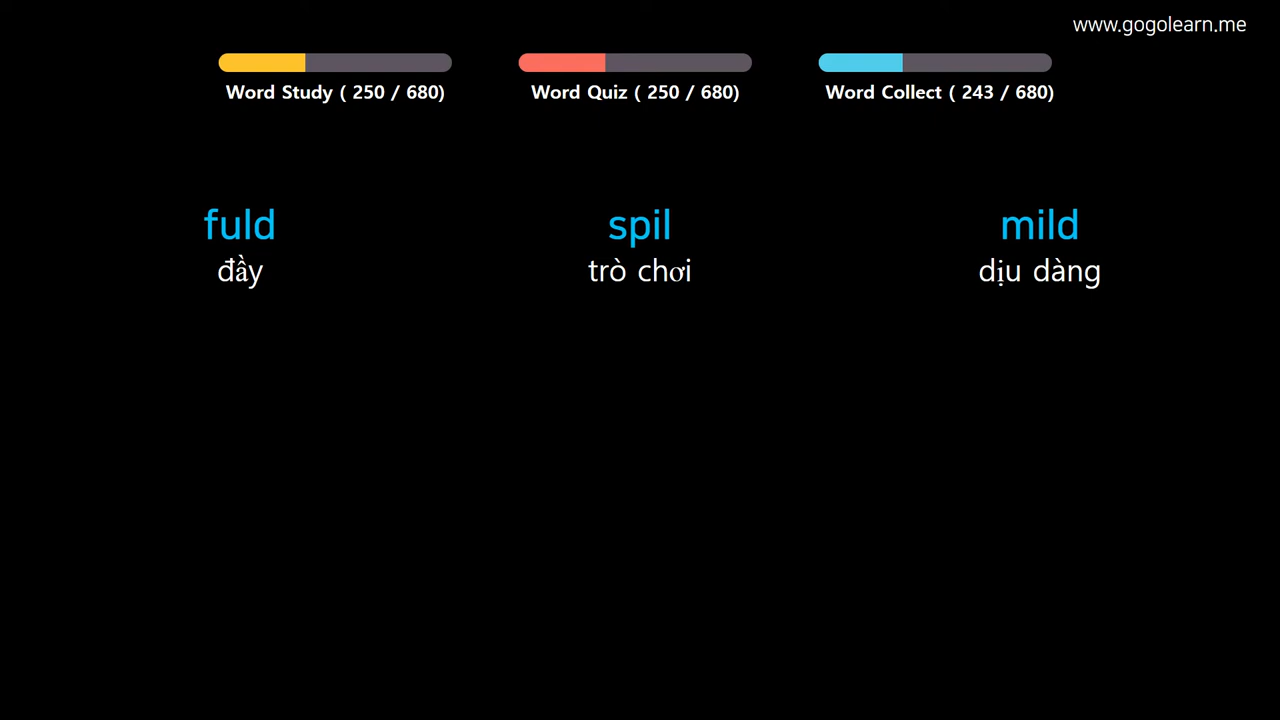 www.gogolearn.me
Word Study ( 250 / 680)
Word Quiz ( 250 / 680)
Word Collect ( 243 / 680)
fuld
đầy
spil
trò chơi
mild
dịu dàng